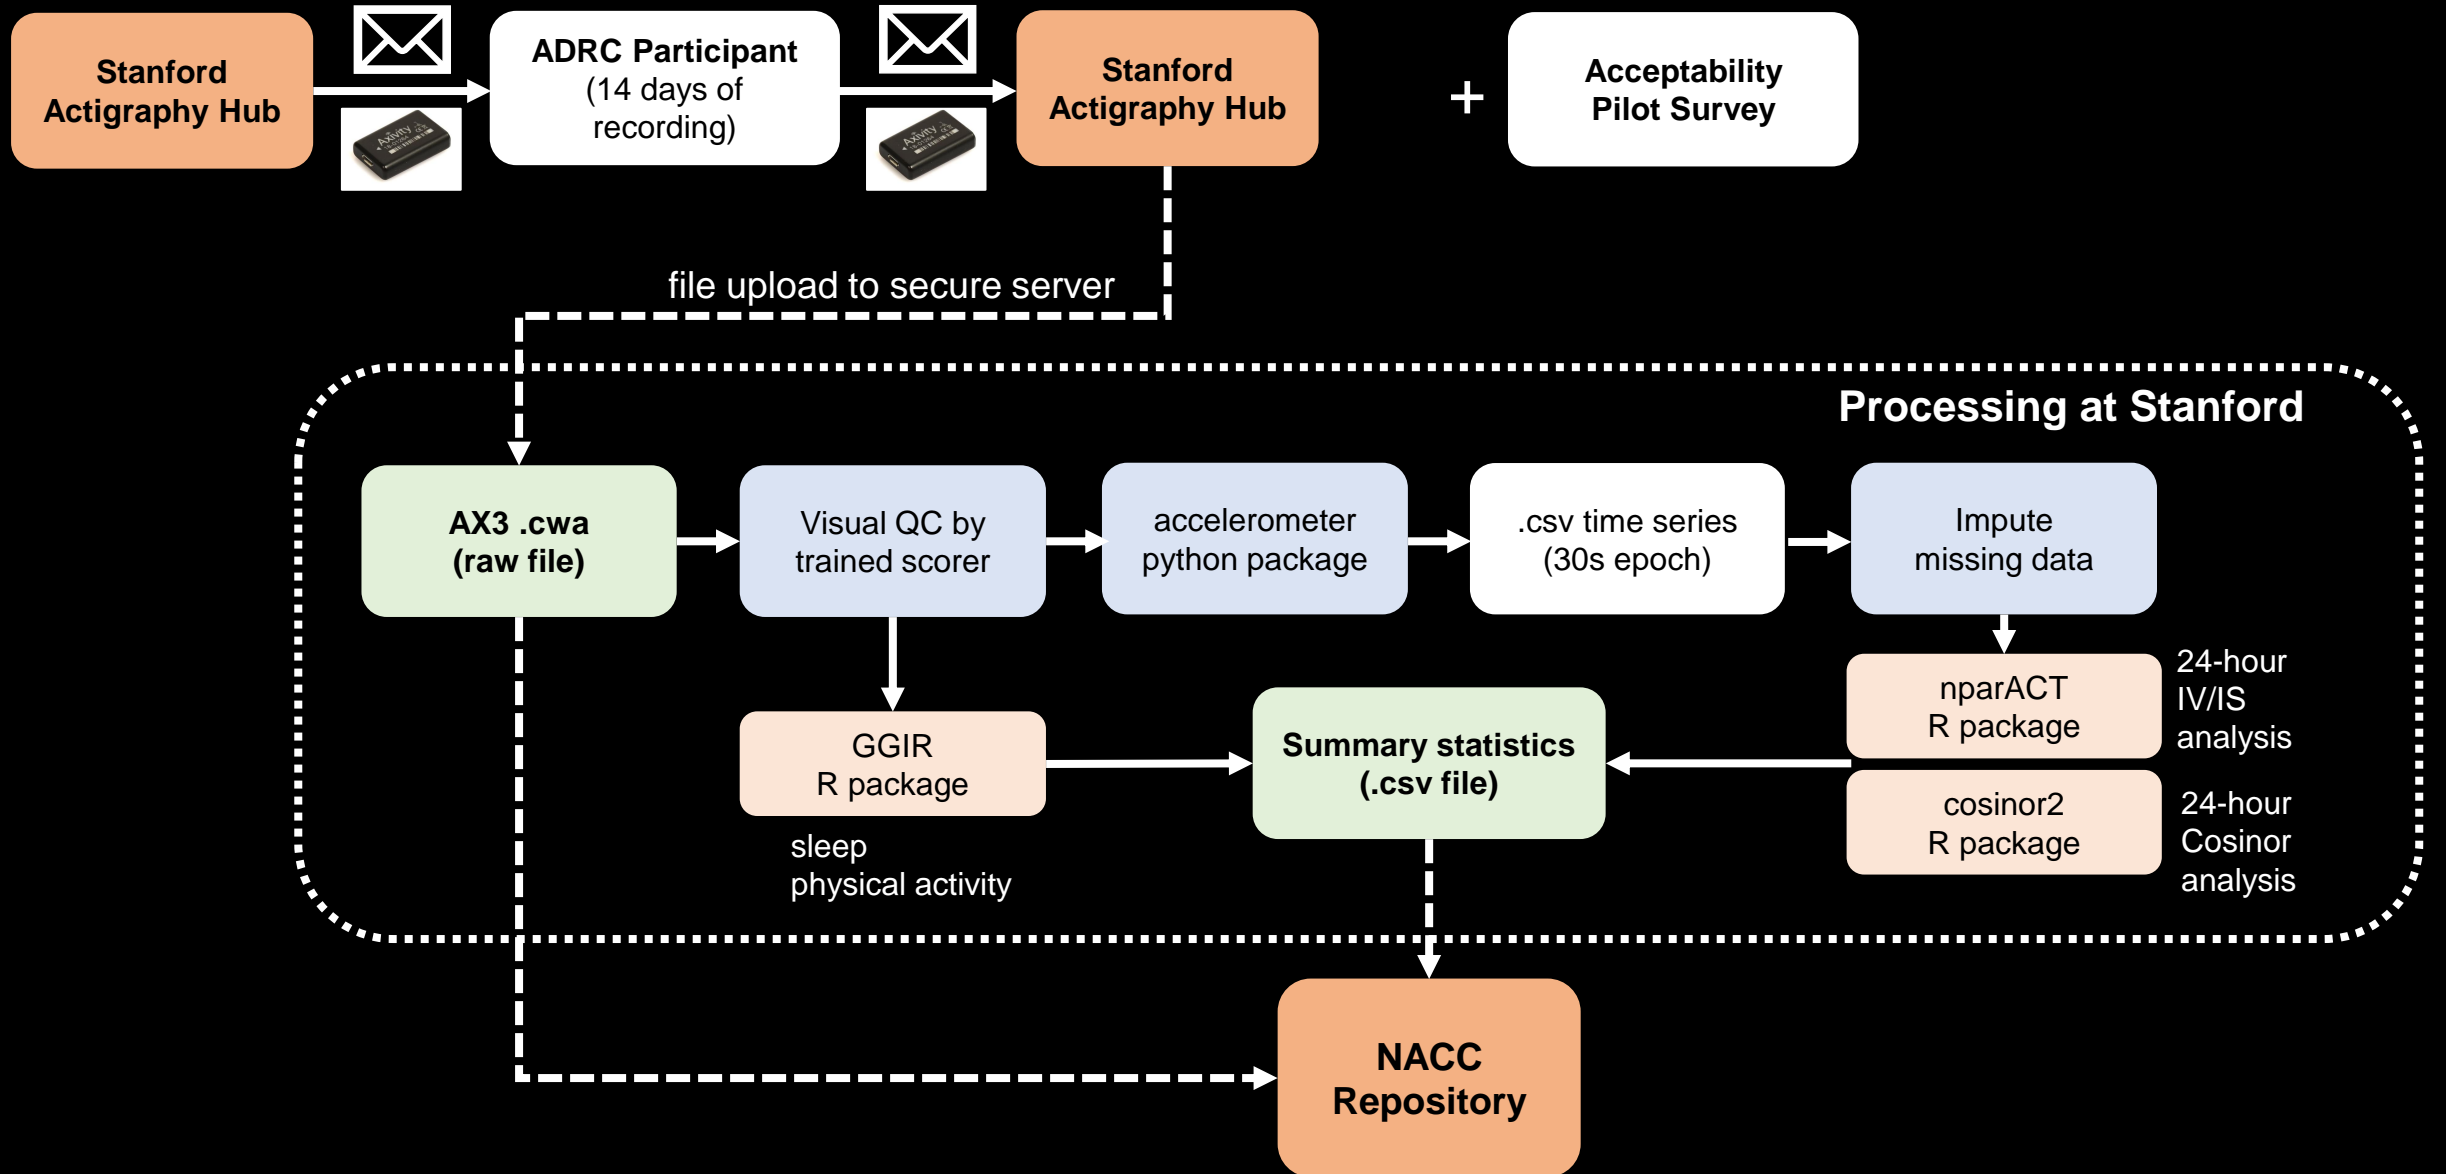 Stanford
Actigraphy Hub
ADRC Participant
(14 days of
recording)
Stanford
Actigraphy Hub
+
Acceptability
Pilot Survey
Axivity
Axivity
file upload to secure server
Processing at Stanford
AX3 .cwa
(raw file)
Visual QC by
trained scorer
accelerometer
python package
.csv time series
(30s epoch)
Impute
missing data
nparACT
R package
24-hour
IV/IS
analysis
GGIR
R package
Summary statistics
(.csv file)
cosinor2
R package
24-hour
Cosinor
analysis
sleep
physical activity
NACC
Repository